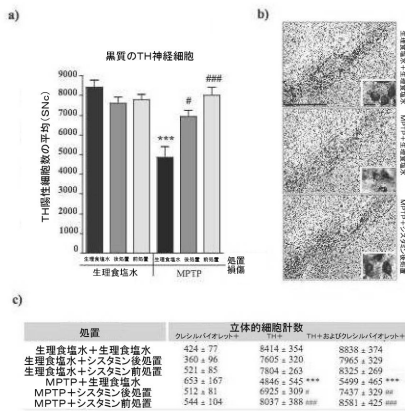 a)
黒質のTH神経細胞
TH陽性細胞数の平均(SNc)
9000
8000
7000
6000
5000
4000
3000
2000
1000
0
***
#
###
生理食塩水 後処置 前処置 生理食塩水 後処置 前処置 処置
生理食塩水 MPTP 損傷
b)
生理食塩水+生理食塩水
MPTP+生理食塩水
MPTP+シスタミン後処置
c)
処置 立体的細胞計数
クレシルバイオレット+ TH+ TH+およびクレシルバイオレット+
生理食塩水+生理食塩水 424 ± 77 8414 ± 354 8838 ± 374
生理食塩水+シスタミン後処置 360 ± 96 7605 ± 320 7965 ± 329
生理食塩水+シスタミン前処置 521 ± 85 7804 ± 263 8325 ± 269
MPTP+生理食塩水 653 ± 167 4846 ± 545 *** 5499 ± 465 ***
MPTP+シスタミン後処置 512 ± 81 6925 ± 309 # 7437 ± 329 ##
MPTP+シスタミン前処置 544 ± 104 8037 ± 388 ### 8581 ± 425 ###